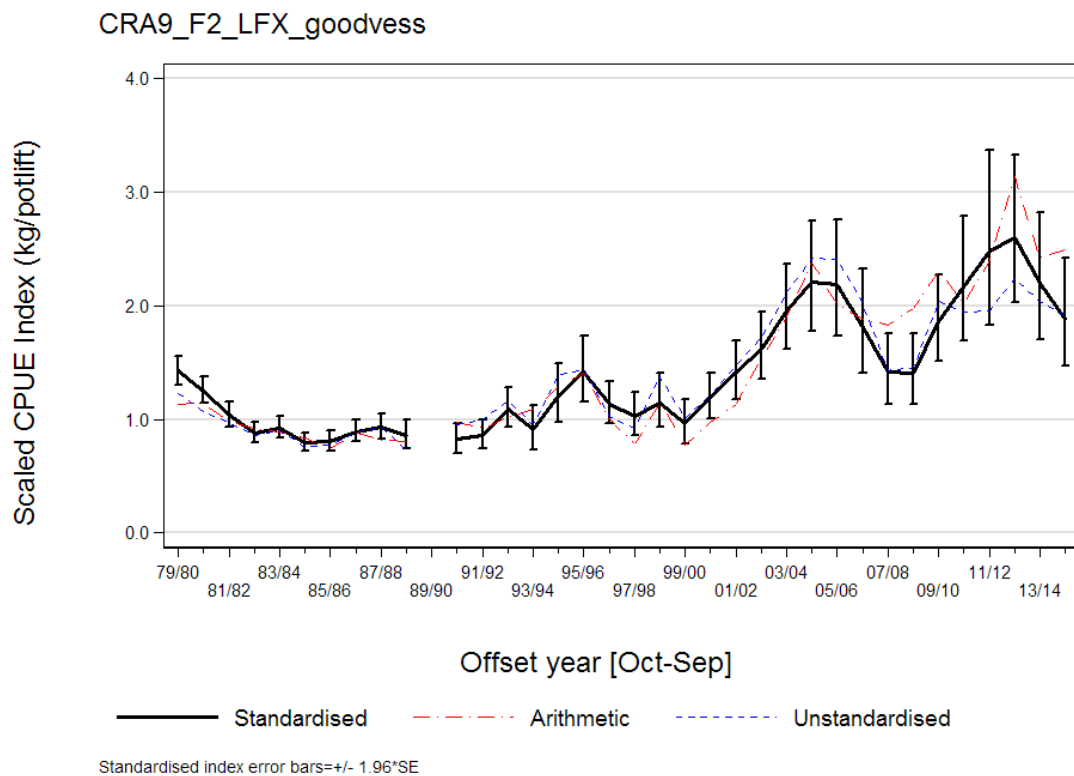 CRA9_F2_LFX_goodvess
Scaled CPUE Index (kg/potlift)
4.0
3.0
2.0
1.0
0.0
79/80 83/84 87/88 91/92 95/96 99/00 03/04 07/08 11/12
81/82 85/86 89/90 93/94 97/98 01/02 05/06 09/10 13/14
Offset year [Oct-Sep]
Standardised Arithmetic Unstandardised
Standardised index error bars=+/- 1.96*SE